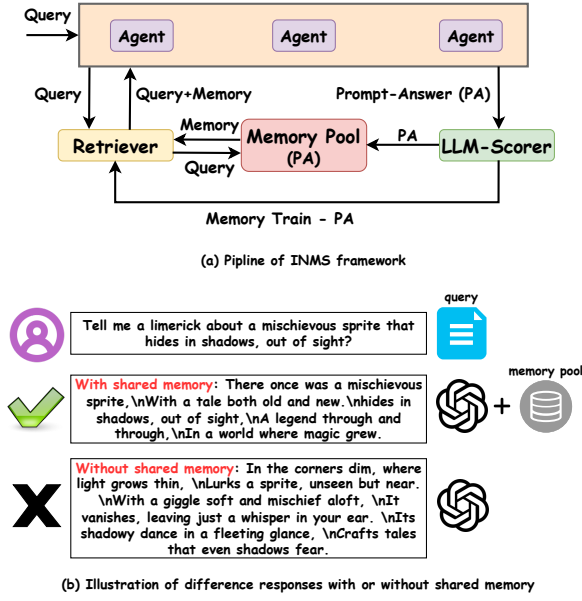 Query
Agent
Agent
Agent
Query
Query+Memory
Prompt-Answer (PA)
Retriever
Memory
Query
Memory Pool
(PA)
PA
LLM-Scorer
Memory Train - PA
(a) Pipline of INMS framework
query
Tell me a limerick about a mischievous sprite that
hides in shadows, out of sight?
memory pool
With shared memory: There once was a mischievous
sprite,\nWith a tale both old and new.\nhides in
shadows, out of sight,\nA legend through and
through,\nIn a world where magic grew.
+
Without shared memory: In the corners dim, where
light grows thin, \nLurks a sprite, unseen but near.
\nWith a giggle soft and mischief aloft, \nIt
vanishes, leaving just a whisper in your ear. \nIts
shadowy dance in a fleeting glance, \nCrafts tales
that even shadows fear.
(b) Illustration of difference responses with or without shared memory